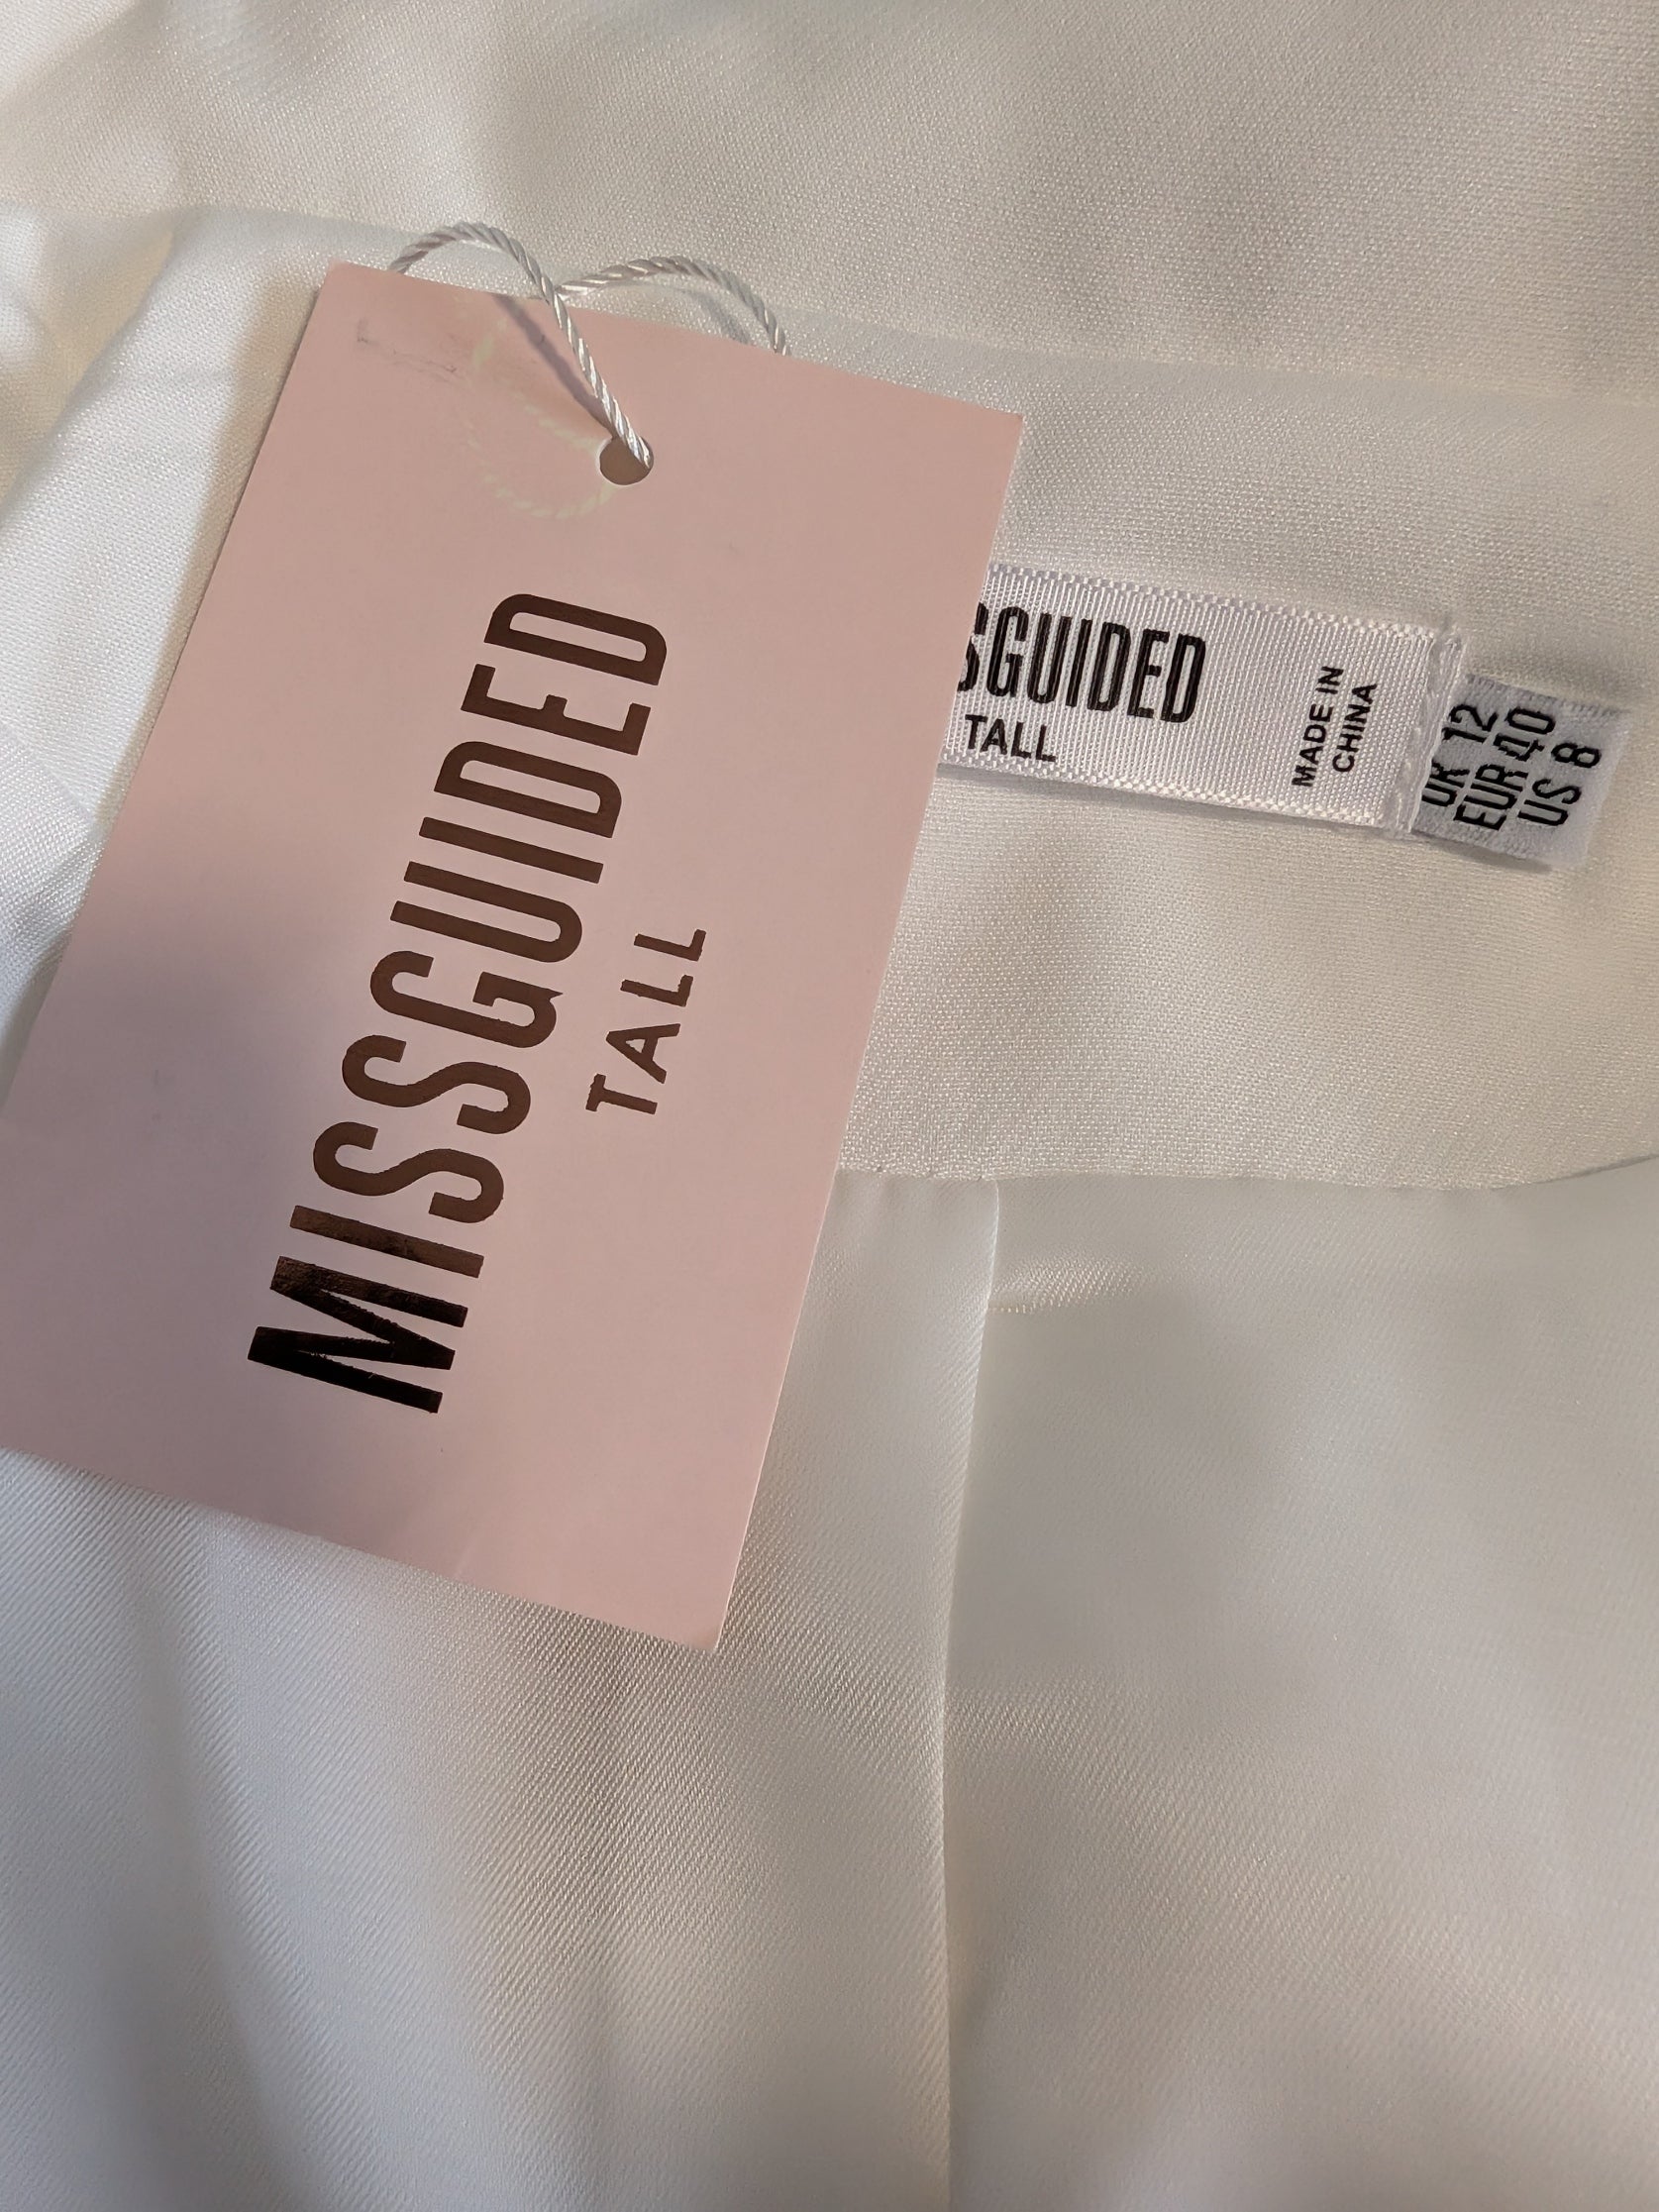 MISSGUIDED
TALL
SGUIDED
TALL
MADE IN
CHINA
UK 12
EUR 40
US 8